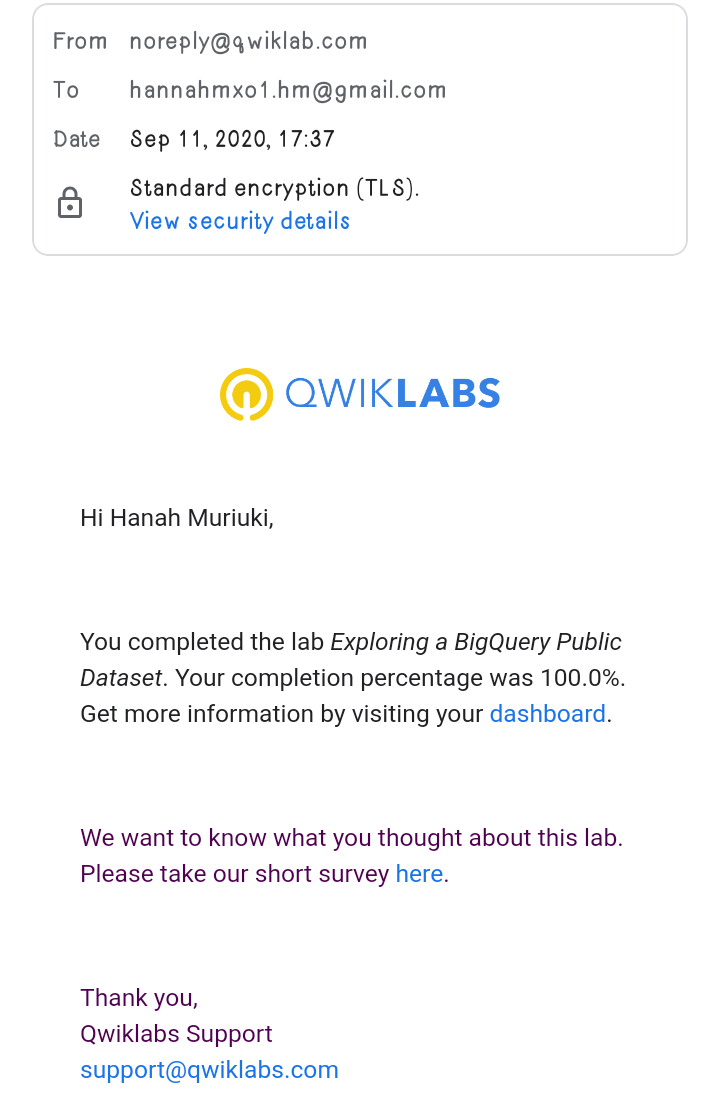 From noreply@qwiklab.com
To hannahmxo1.hm@gmail.com
Date Sep 11, 2020, 17:37
Standard encryption (TLS).
View security details
QWIKLABS
Hi Hanah Muriuki,
You completed the lab Exploring a BigQuery Public
Dataset. Your completion percentage was 100.0%.
Get more information by visiting your dashboard.
We want to know what you thought about this lab.
Please take our short survey here.
Thank you,
Qwiklabs Support
support@qwiklabs.com